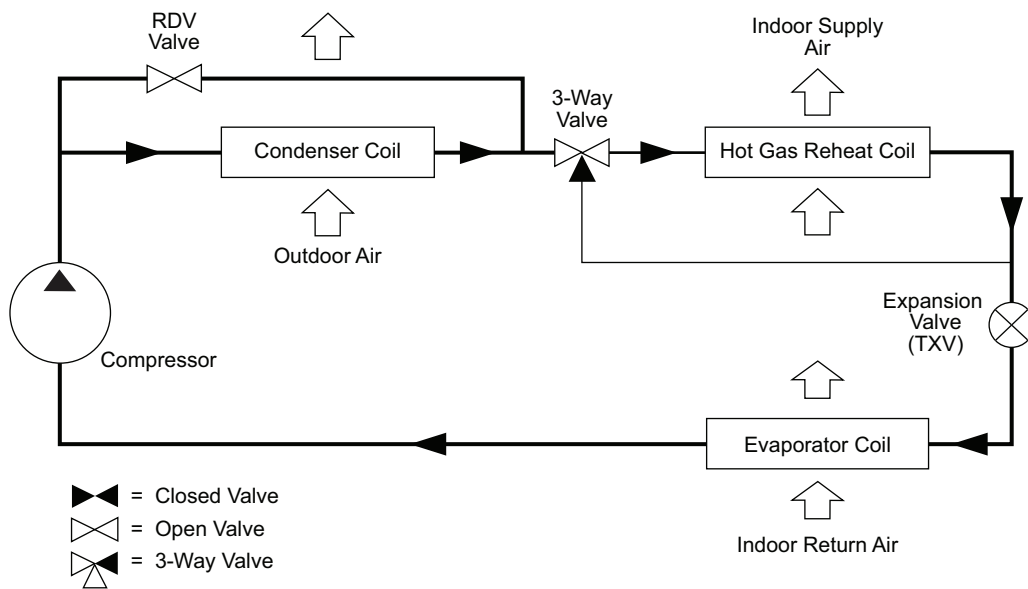 RDV
Valve
Indoor Supply
Air
3-Way
Valve
Condenser Coil
Hot Gas Reheat Coil
Outdoor Air
Compressor
Expansion
Valve
(TXV)
Evaporator Coil
Indoor Return Air
= Closed Valve
= Open Valve
= 3-Way Valve